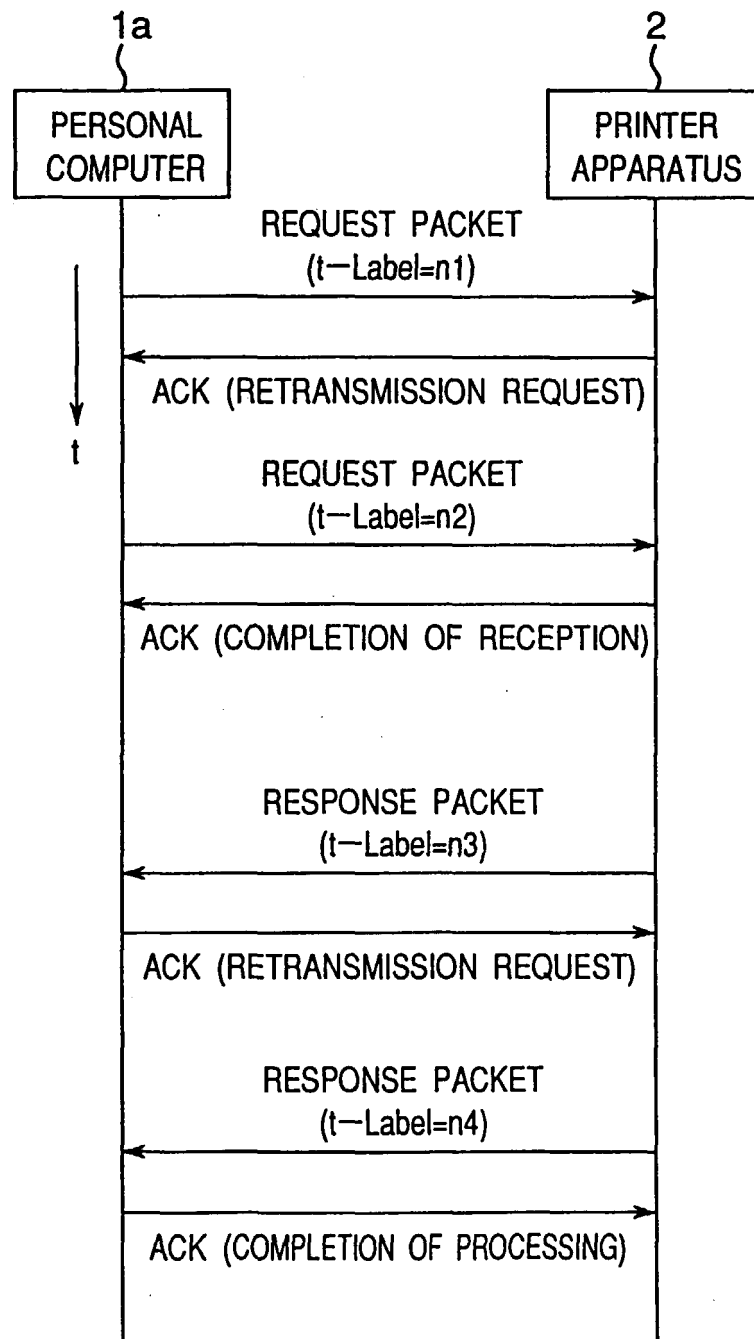 1a
2
PERSONAL
COMPUTER
PRINTER
APPARATUS
REQUEST PACKET
(t—Label=n1)
ACK (RETRANSMISSION REQUEST)
t
REQUEST PACKET
(t—Label=n2)
ACK (COMPLETION OF RECEPTION)
RESPONSE PACKET
(t—Label=n3)
ACK (RETRANSMISSION REQUEST)
RESPONSE PACKET
(t—Label=n4)
ACK (COMPLETION OF PROCESSING)